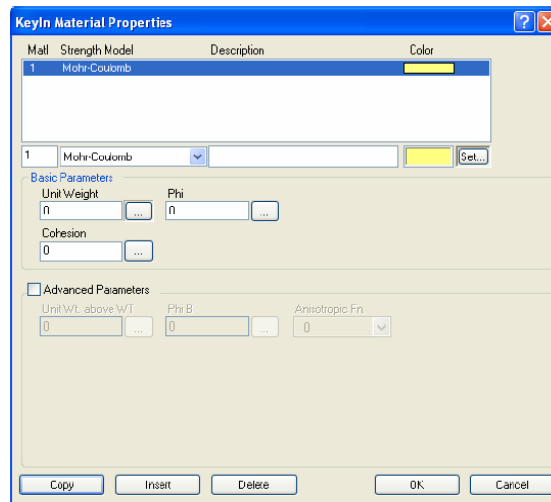 KeyIn Material Properties
Matl Strength Model Description Color
1 Mohr-Coulomb
1 Mohr-Coulomb Set...
Basic Parameters
Unit Weight Phi
0 ... 0 ...
Cohesion
0 ...
Advanced Parameters
Unit Wt. above WT Phi B Anisotropic Fn.
0 ... 0 ... 0
Copy Insert Delete OK Cancel